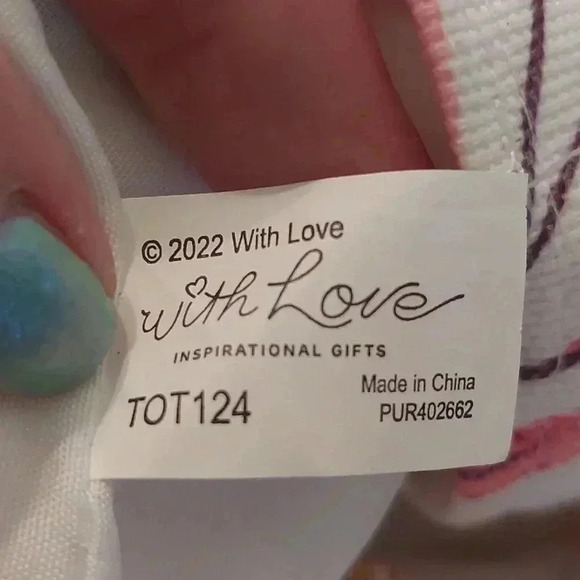 © 2022 With Love
with Love
INSPIRATIONAL GIFTS
TOT124
Made in China
PUR402662